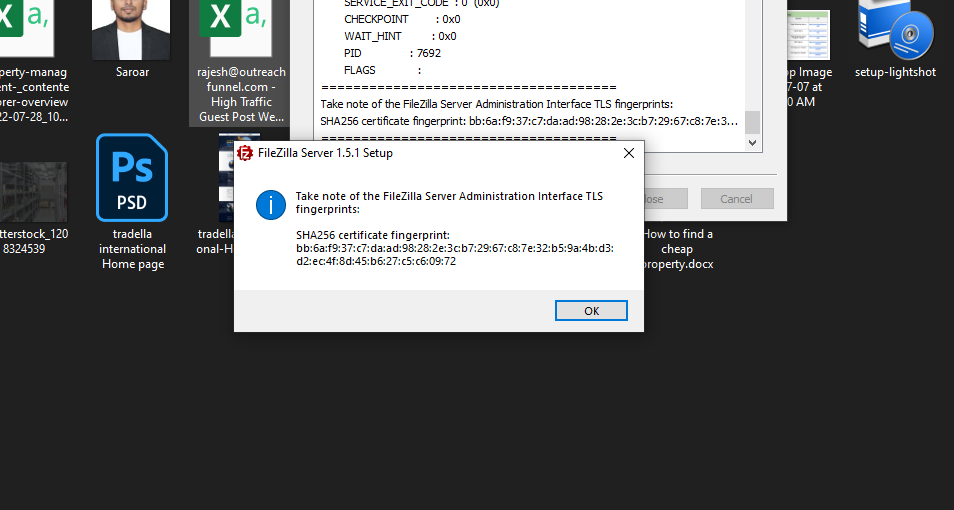 SERVICE_EXIT_CODE : 0 (0x0)
CHECKPOINT : 0x0
WAIT_HINT : 0x0
PID : 7692
FLAGS :
========================================
Take note of the FileZilla Server Administration Interface TLS fingerprints:
SHA256 certificate fingerprint: bb:6a:f9:37:c7:da:ad:98:28:2e:3c:b7:29:67:c8:7e:3...
========================================
lose
Cancel
FileZilla Server 1.5.1 Setup
Take note of the FileZilla Server Administration Interface TLS
fingerprints:
SHA256 certificate fingerprint:
bb:6a:f9:37:c7:da:ad:98:28:2e:3c:b7:29:67:c8:7e:32:b5:9a:4b:d3:
d2:ec:4f:8d:45:b6:27:c5:c6:09:72
OK
X
a,
perty-manag
ent-_contente
orer-overview
22-07-28_10...
Saroar
X
a,
rajesh@outreach
funnel.com -
High Traffic
Guest Post We...
pp Image
7-07 at
0 AM
setup-lightshot
tterstock_120
8324539
Ps
PSD
tradella
international
Home page
tradell
onal-H
How to find a
cheap
property.docx